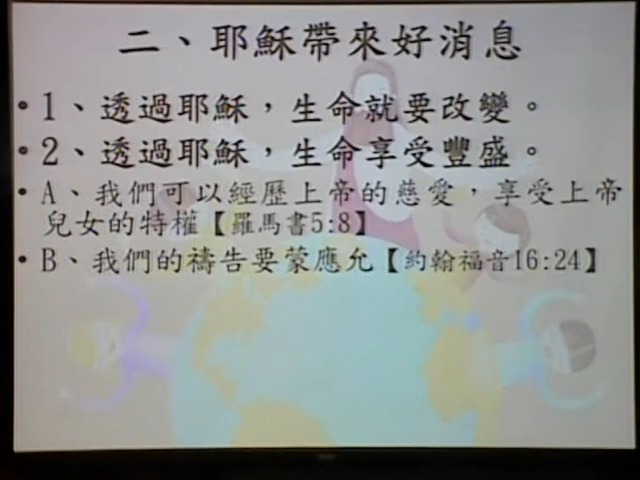 二、耶穌帶來好消息
•1、透過耶穌，生命就要改變。
•2、透過耶穌，生命享受豐盛。
•A、我們可以經歷上帝的慈愛，享受上帝
兒女的特權【羅馬書5:8】
•B、我們的禱告要蒙應允【約翰福音16:24】